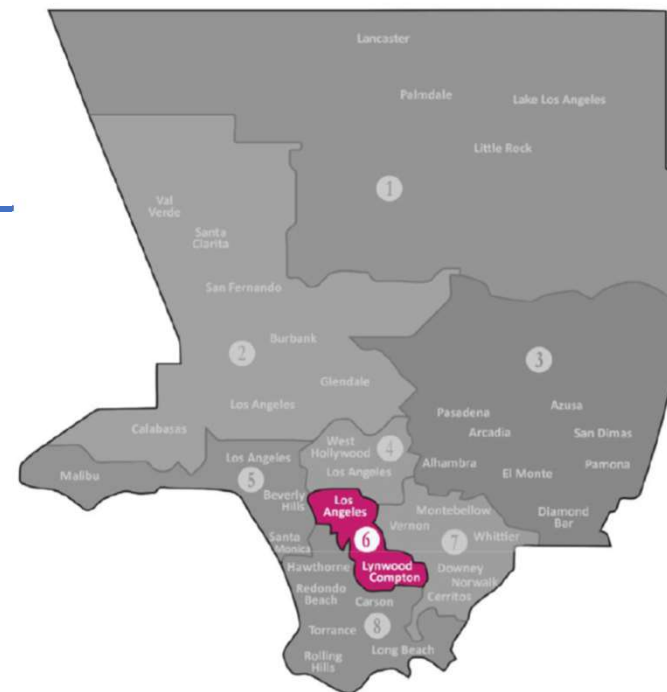 Lancaster
Palmdale
Lake Los Angeles
Little Rock
1
Val
Verde
Santa
Clarita
San Fernando
Burbank
2
Glendale
Los Angeles
Calabasas
3
Azusa
Pasadena
Arcadia
San Dimas
Alhambra
El Monte
Pamona
Diamond
Bar
West
Hollywood
4
Los Angeles
Los Angeles
5
Malibu
Beverly
Hills
Santa
Monica
Los
Angeles
6
Lynwood
Compton
Montebellow
Vernon
7
Whittier
Downey
Norwalk
Cerritos
Hawthorne
Redondo
Beach
Carson
Torrance
8
Rolling
Hills
Long Beach